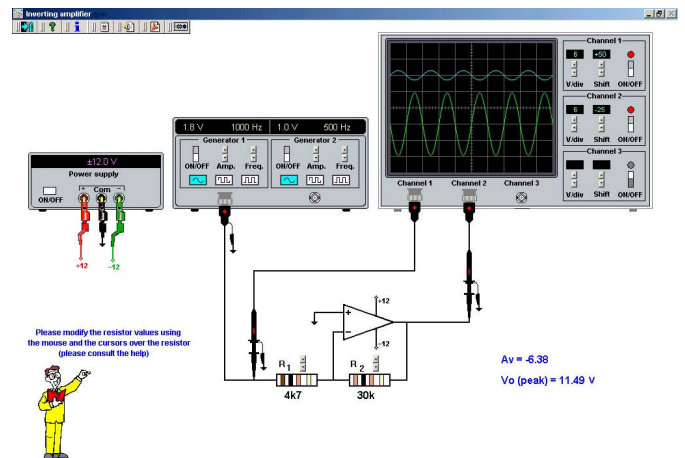 Inverting amplifier
±12.0 V
Power supply
+ Com −
ON/OFF
+12
-12
1.8 V 1000 Hz 1.0 V 500 Hz
Generator 1 Generator 2
ON/OFF Amp. Freq. ON/OFF Amp. Freq.
Channel 1 Channel 2 Channel 3
Channel 1
6 +50
V/div Shift ON/OFF
Channel 2
6 -25
V/div Shift ON/OFF
Channel 3
V/div Shift ON/OFF
+12
+
−
-12
R1
4k7
R2
30k
Av = -6.38
Vo (peak) = 11.49 V
Please modify the resistor values using
the mouse and the cursors over the resistor
(please consult the help)